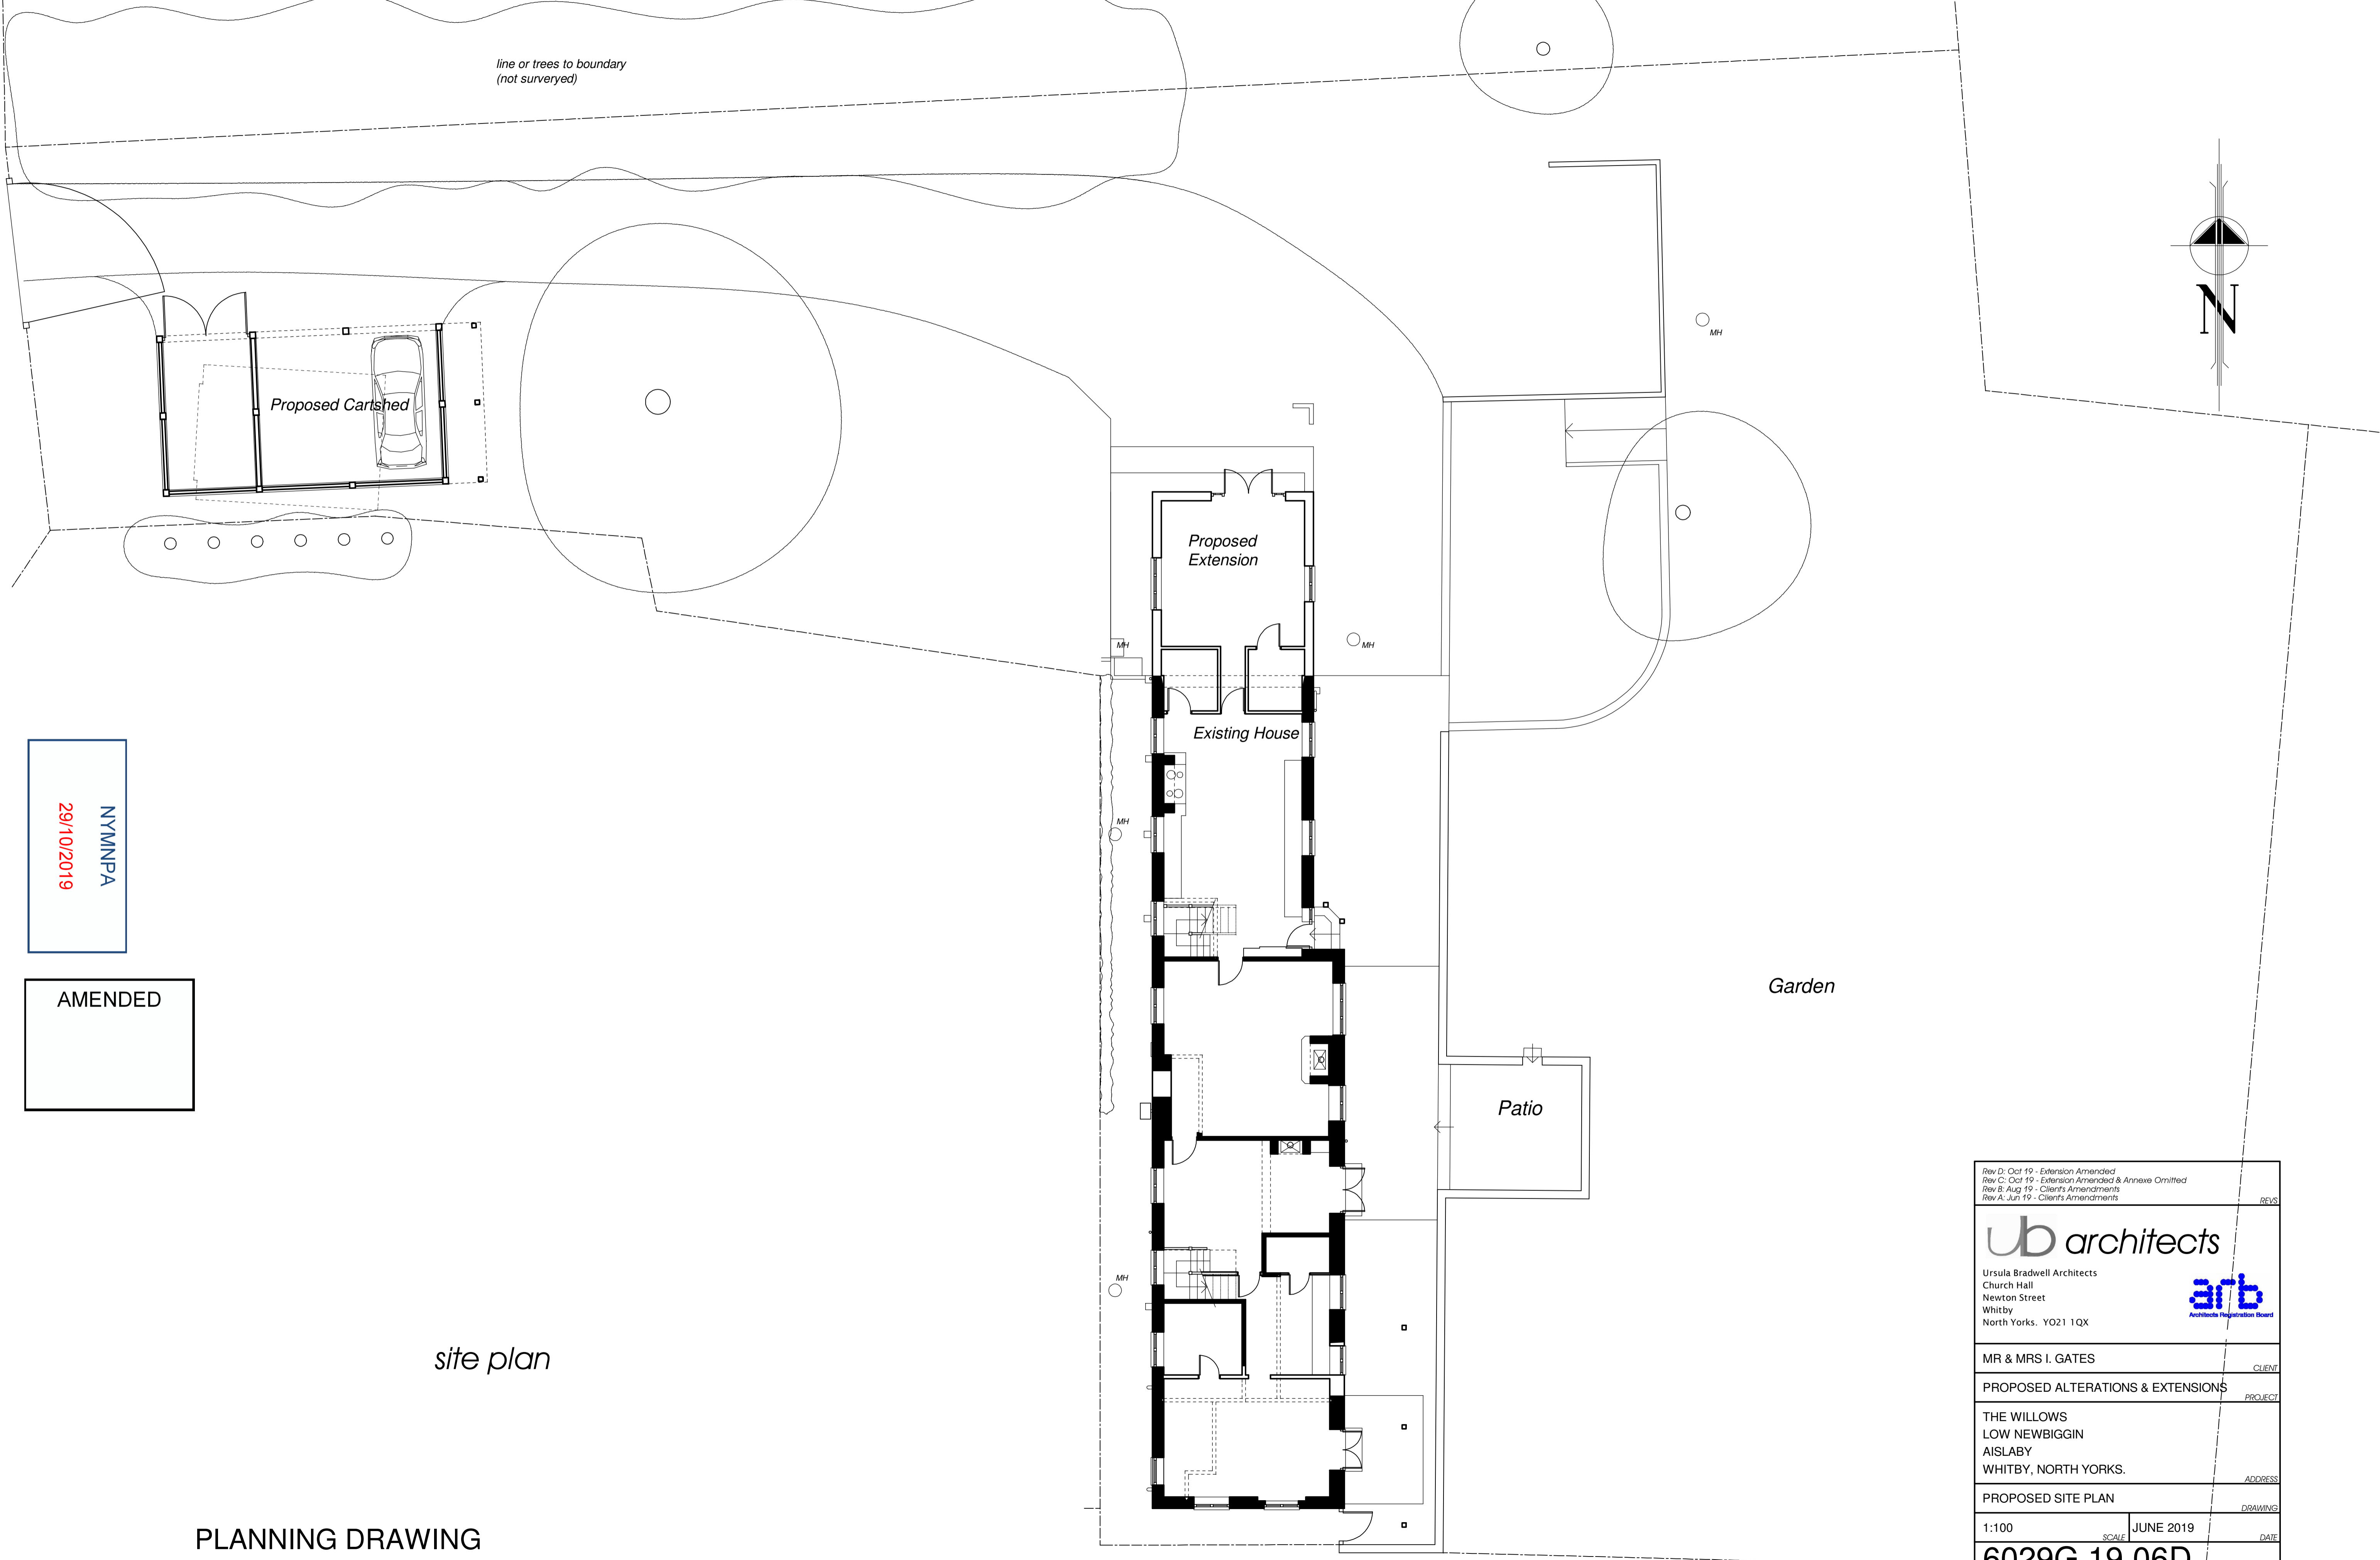 line or trees to boundary
(not surveryed)
N
MH
Proposed Cartshed
Proposed
Extension
MH
MH
Existing House
NYMNPA
29/10/2019
MH
AMENDED
Garden
Patio
MH
site plan
PLANNING DRAWING
Rev D: Oct 19 - Extension Amended
Rev C: Oct 19 - Extension Amended & Annexe Omitted
Rev B: Aug 19 - Client's Amendments
Rev A: Jun 19 - Client's Amendments
REVS
ub architects
Ursula Bradwell Architects
Church Hall
Newton Street
Whitby
North Yorks. YO21 1QX
arb
Architects Registration Board
MR & MRS I. GATES
CLIENT
PROPOSED ALTERATIONS & EXTENSIONS
PROJECT
THE WILLOWS
LOW NEWBIGGIN
AISLABY
WHITBY, NORTH YORKS.
ADDRESS
PROPOSED SITE PLAN
DRAWING
1:100
SCALE
JUNE 2019
DATE
6029G 19 06D